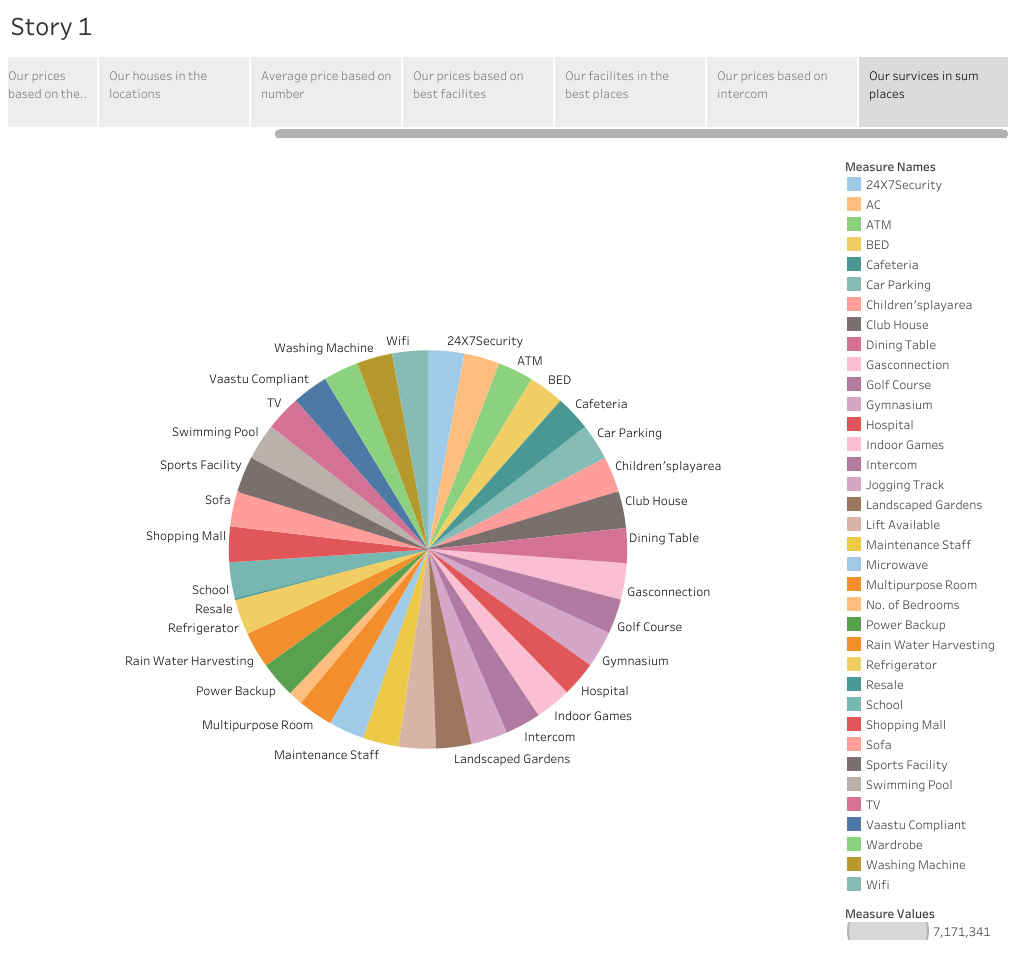 Story 1
Our prices
based on the..
Our houses in the
locations
Average price based on
number
Our prices based on
best facilites
Our facilites in the
best places
Our prices based on
intercom
Our survices in sum
places
Wifi
24X7Security
Washing Machine
ATM
Vaastu Compliant
BED
TV
Cafeteria
Swimming Pool
Car Parking
Sports Facility
Children'splayarea
Sofa
Club House
Shopping Mall
Dining Table
School
Gasconnection
Resale
Refrigerator
Golf Course
Rain Water Harvesting
Gymnasium
Power Backup
Hospital
Multipurpose Room
Indoor Games
Intercom
Maintenance Staff
Landscaped Gardens
Measure Names
24X7Security
AC
ATM
BED
Cafeteria
Car Parking
Children'splayarea
Club House
Dining Table
Gasconnection
Golf Course
Gymnasium
Hospital
Indoor Games
Intercom
Jogging Track
Landscaped Gardens
Lift Available
Maintenance Staff
Microwave
Multipurpose Room
No. of Bedrooms
Power Backup
Rain Water Harvesting
Refrigerator
Resale
School
Shopping Mall
Sofa
Sports Facility
Swimming Pool
TV
Vaastu Compliant
Wardrobe
Washing Machine
Wifi
Measure Values
7,171,341